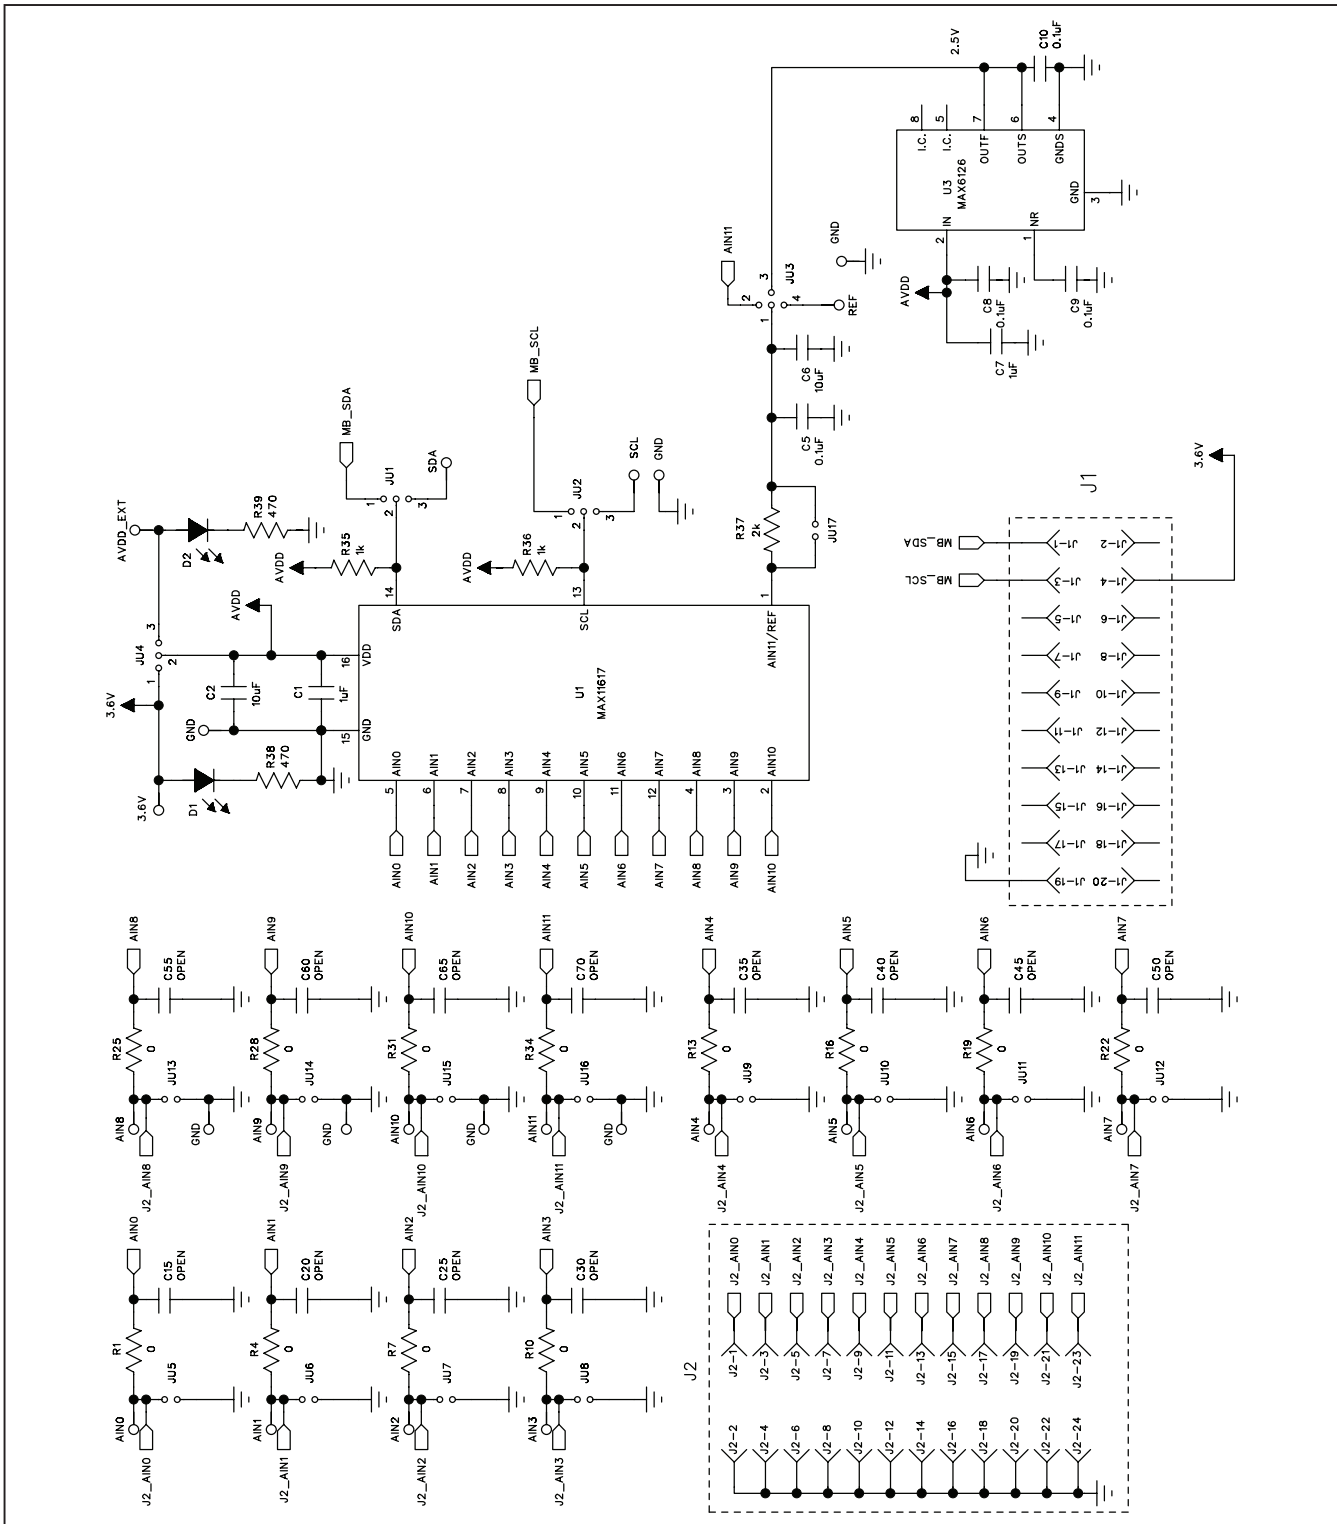 2.5V
C10
0.1uF
8
5
7
6
4
I.C.
I.C.
OUTF
OUTS
GNDS
U3
MAX6126
GND
3
IN
NR
2
1
AVDD
C8
0.1uF
C9
0.1uF
C7
1uF
AIN11
GND
2
3
JU3
1
4
REF
C6
10uF
C5
0.1uF
R37
2k
JU17
MB_SCL
JU2
1
2
3
SCL
GND
R36
1k
AVDD
MB_SDA
JU1
1
2
3
SDA
R35
1k
AVDD
AVDD_EXT
D2
R39
470
3
JU4
2
1
AVDD
3.6V
C2
10uF
C1
1uF
GND
R38
470
D1
3.6V
14
SDA
13
SCL
1
AIN11/REF
16
VDD
15
GND
U1
MAX11617
AIN0
AIN1
AIN2
AIN3
AIN4
AIN5
AIN6
AIN7
AIN8
AIN9
AIN10
5
6
7
8
9
10
11
12
4
3
2
AIN0
AIN1
AIN2
AIN3
AIN4
AIN5
AIN6
AIN7
AIN8
AIN9
AIN10
3.6V
J1
MB_SDA
MB_SCL
J1-1
J1-2
J1-3
J1-4
J1-5
J1-6
J1-7
J1-8
J1-9
J1-10
J1-11
J1-12
J1-13
J1-14
J1-15
J1-16
J1-17
J1-18
J1-19
J1-20
AIN8
C55
OPEN
R25
0
JU13
AIN8
GND
J2_AIN8
AIN9
C60
OPEN
R28
0
JU14
AIN9
GND
J2_AIN9
AIN10
C65
OPEN
R31
0
JU15
AIN10
GND
J2_AIN10
AIN11
C70
OPEN
R34
0
JU16
AIN11
GND
J2_AIN11
AIN4
C35
OPEN
R13
0
JU9
AIN4
J2_AIN4
AIN5
C40
OPEN
R16
0
JU10
AIN5
J2_AIN5
AIN6
C45
OPEN
R19
0
JU11
AIN6
J2_AIN6
AIN7
C50
OPEN
R22
0
JU12
AIN7
J2_AIN7
AIN0
C15
OPEN
R1
0
JU5
AIN0
J2_AIN0
AIN1
C20
OPEN
R4
0
JU6
AIN1
J2_AIN1
AIN2
C25
OPEN
R7
0
JU7
AIN2
J2_AIN2
AIN3
C30
OPEN
R10
0
JU8
AIN3
J2_AIN3
J2
J2_AIN0
J2_AIN1
J2_AIN2
J2_AIN3
J2_AIN4
J2_AIN5
J2_AIN6
J2_AIN7
J2_AIN8
J2_AIN9
J2_AIN10
J2_AIN11
J2-1
J2-3
J2-5
J2-7
J2-9
J2-11
J2-13
J2-15
J2-17
J2-19
J2-21
J2-23
J2-2
J2-4
J2-6
J2-8
J2-10
J2-12
J2-14
J2-16
J2-18
J2-20
J2-22
J2-24